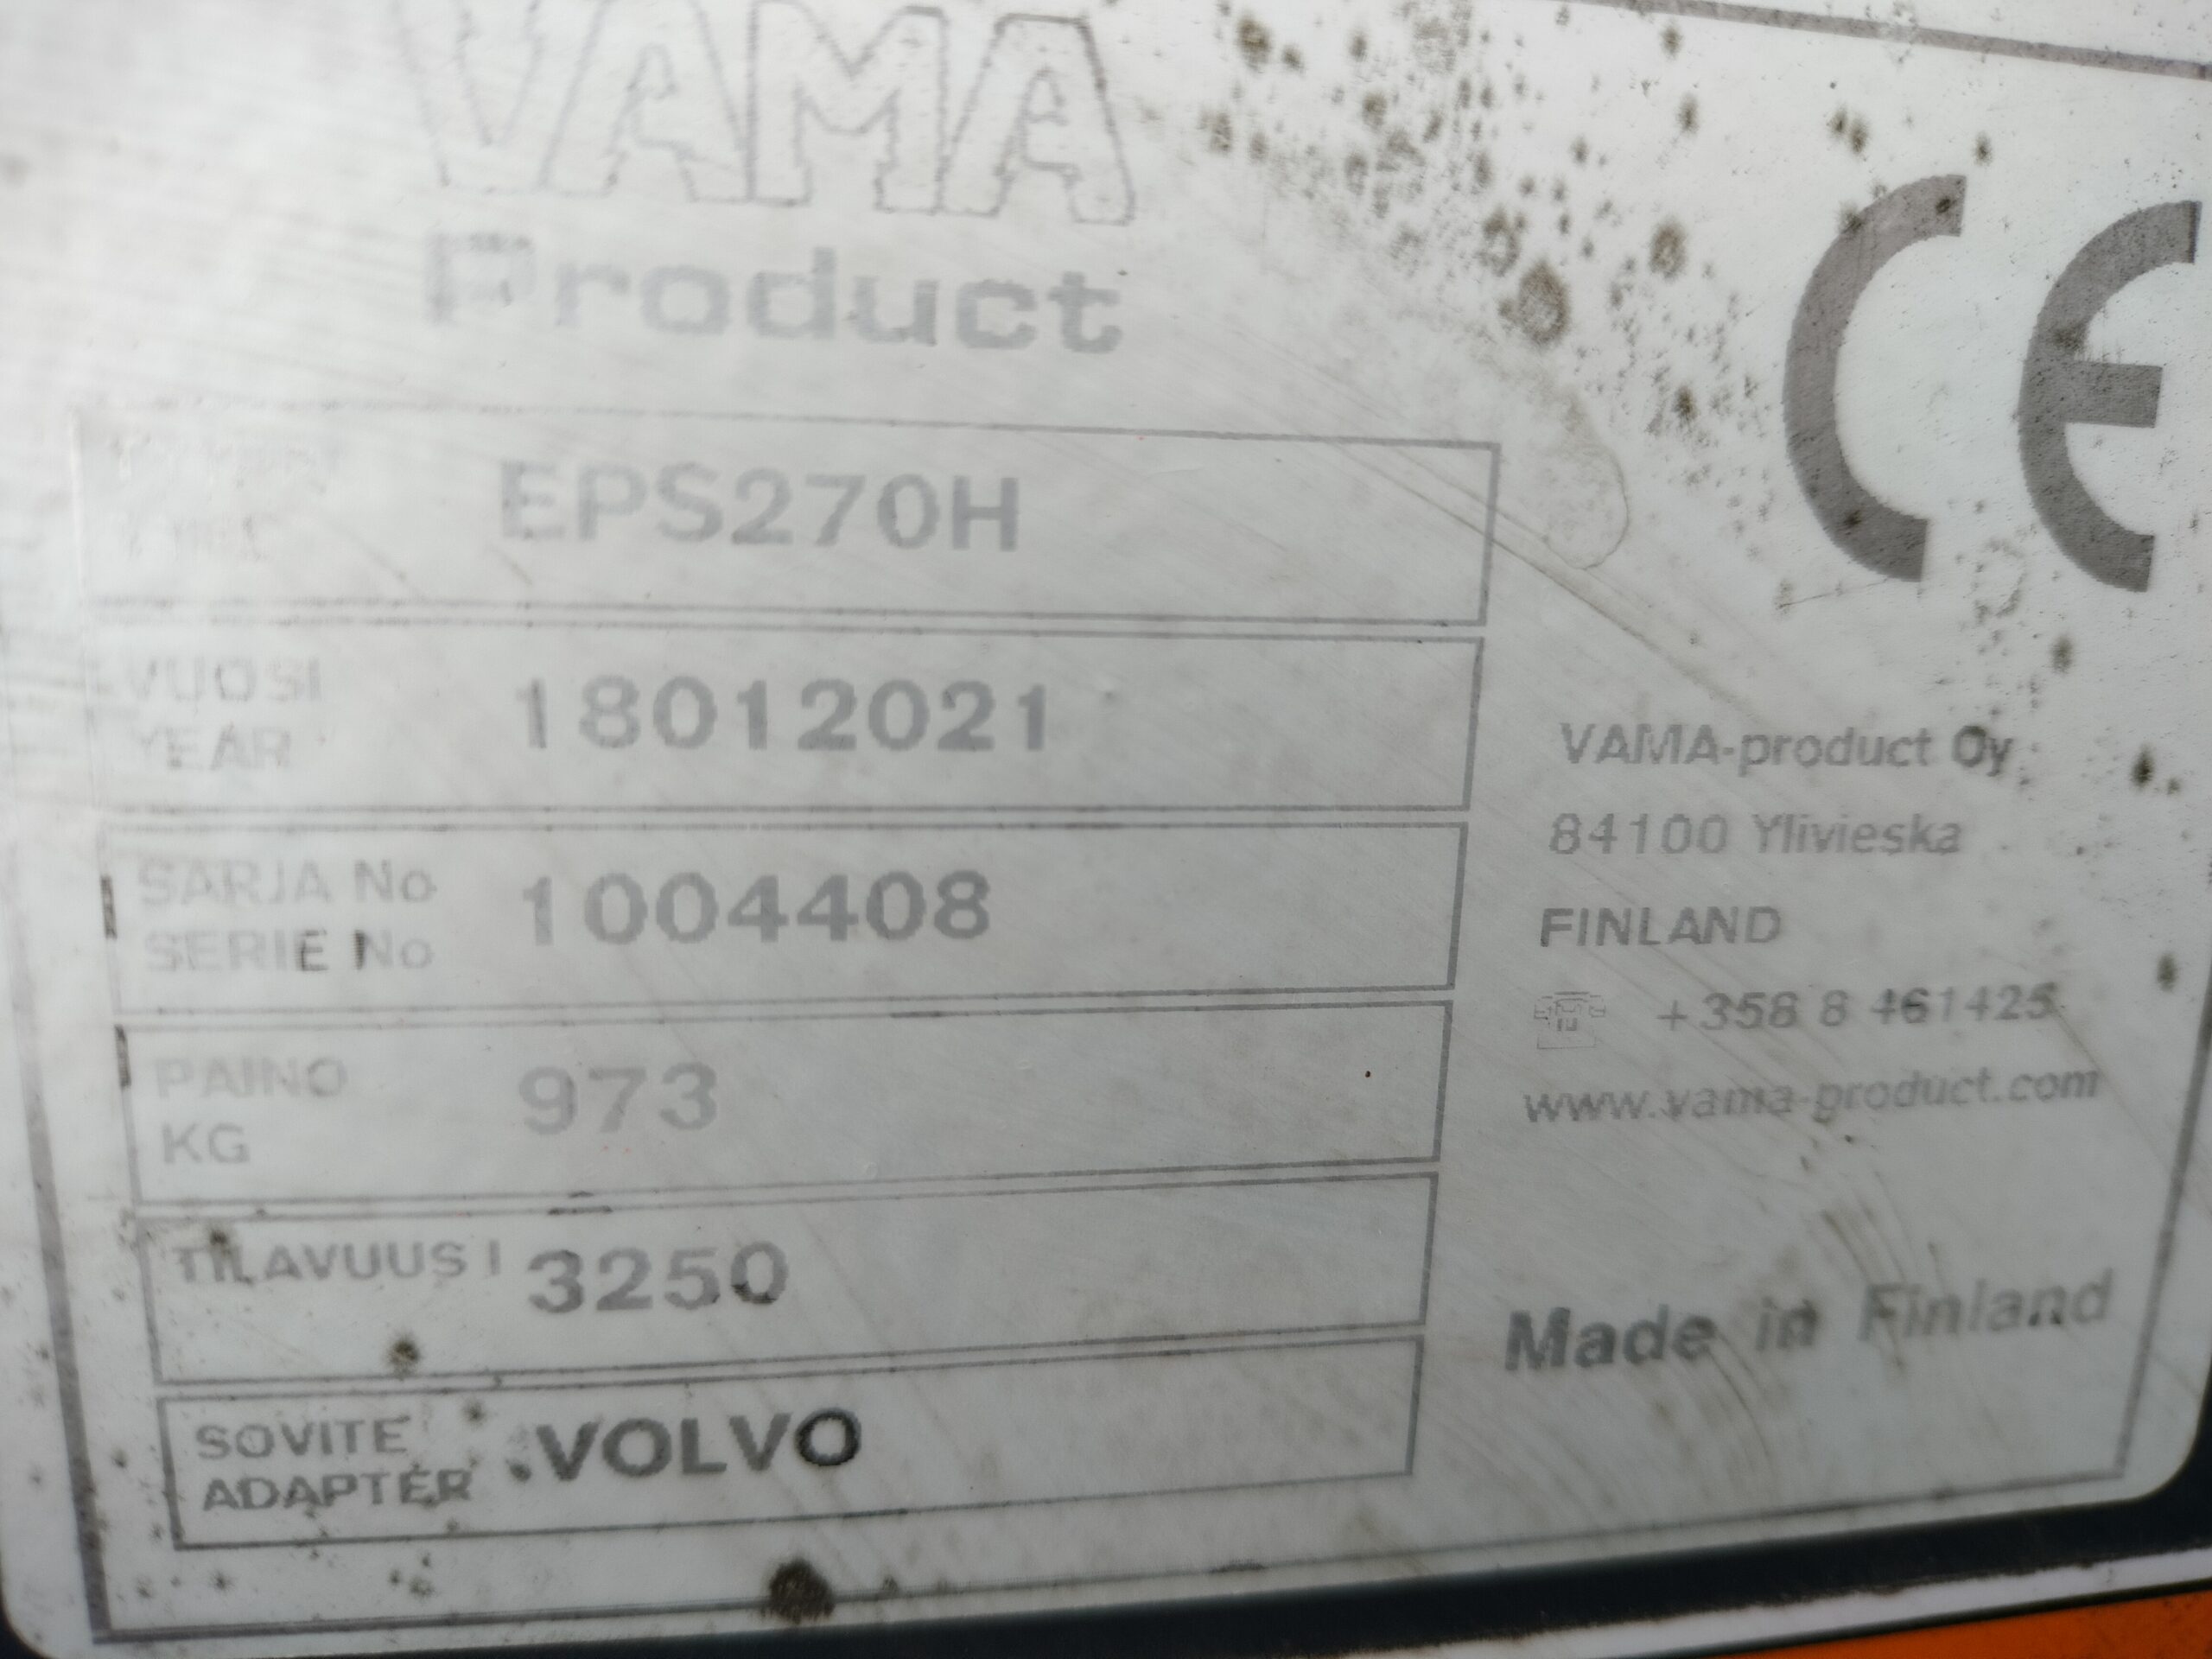 VAMA
Product
EPS270H
VUOSI
YEAR
18012021
SARJA No
SERIE No
1004408
PAINO
KG
973
TILAVUUS l
3250
SOVITE
ADAPTER
.VOLVO
CE
VAMA-product Oy
84100 Ylivieska
FINLAND
+358 8 461425
www.vama-product.com
Made in Finland